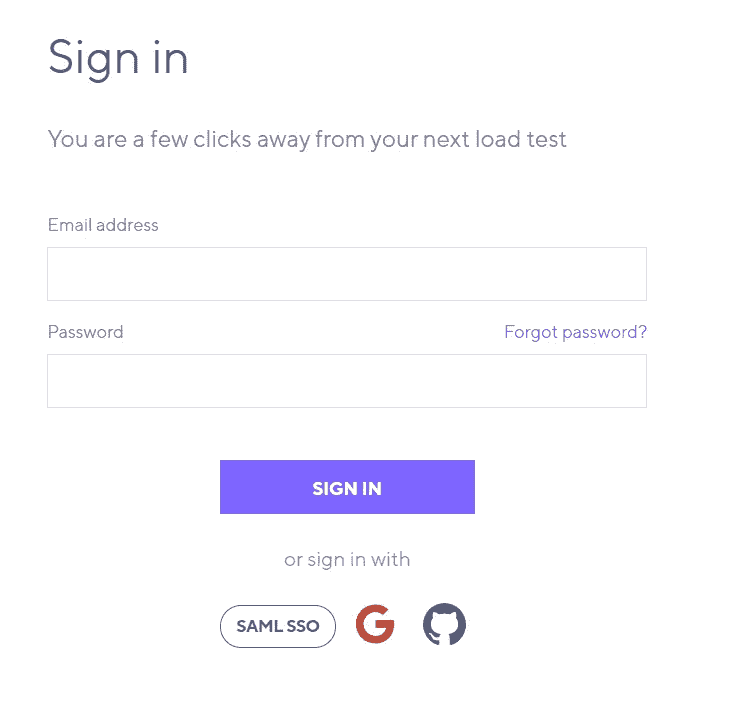 Sign in
You are a few clicks away from your next load test
Email address
Password
Forgot password?
SIGN IN
or sign in with
SAML SSO
G